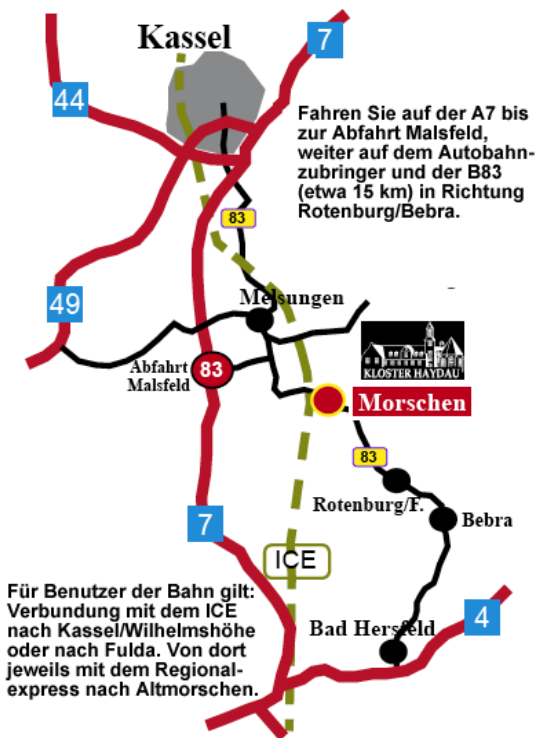 Kassel
7
44
Fahren Sie auf der A7 bis
zur Abfahrt Malsfeld,
weiter auf dem Autobahn-
zubringer und der B83
(etwa 15 km) in Richtung
Rotenburg/Bebra.
83
49
Melsungen
KLOSTER HAYDAU
Abfahrt
Malsfeld
83
Morschen
83
Rotenburg/F.
Bebra
7
ICE
Für Benutzer der Bahn gilt:
Verbundung mit dem ICE
nach Kassel/Wilhelmshöhe
oder nach Fulda. Von dort
jeweils mit dem Regional-
express nach Altmorschen.
4
Bad Hersfeld